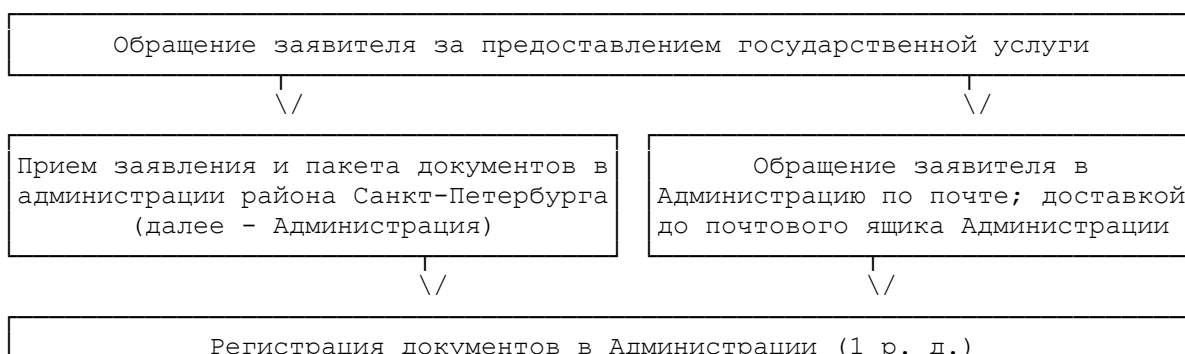 Обращение заявителя за предоставлением государственной услуги
Прием заявления и пакета документов в
администрации района Санкт-Петербурга
(далее - Администрация)
Обращение заявителя в
Администрацию по почте; доставкой
до почтового ящика Администрации
Регистрация документов в Администрации (1 р. д.)